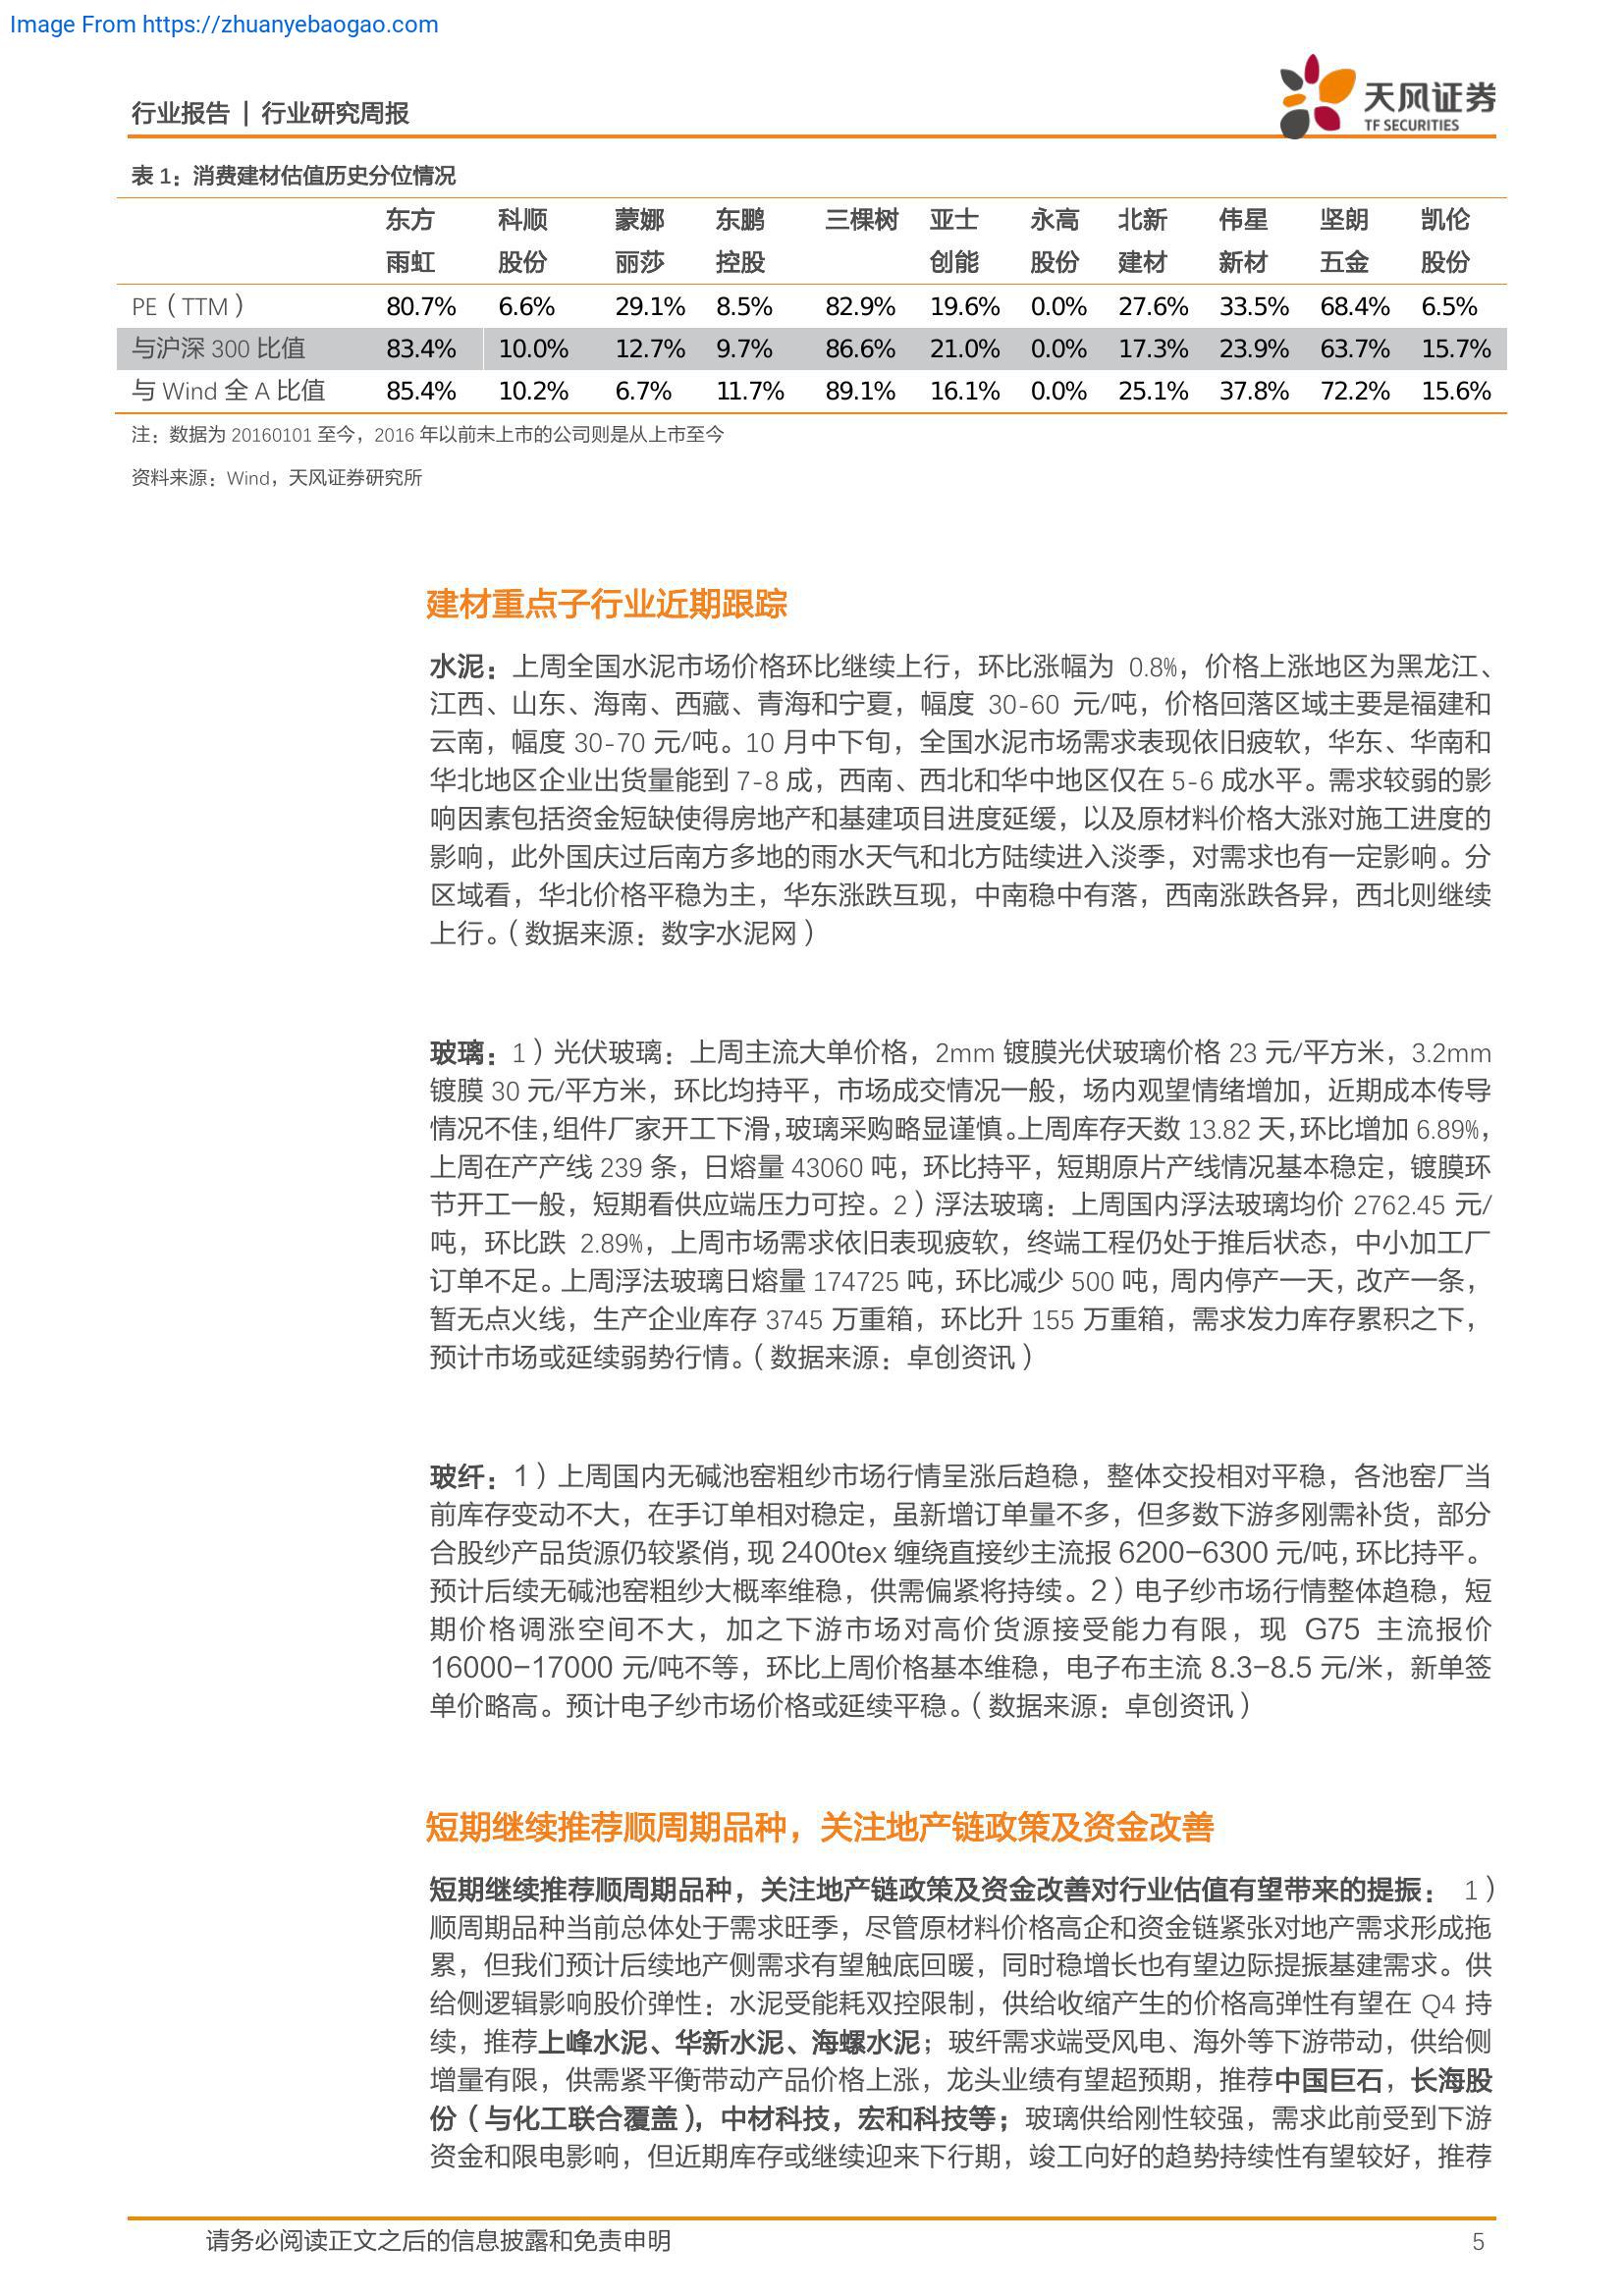 Image From https://zhuanyebaogao.com
行业报告 | 行业研究周报
天风证券
TF SECURITIES
表 1：消费建材估值历史分位情况
东方 科顺 蒙娜 东鹏 三棵树 亚士 永高 北新 伟星 坚朗 凯伦
雨虹 股份 丽莎 控股 创能 股份 建材 新材 五金 股份
PE（TTM） 80.7% 6.6% 29.1% 8.5% 82.9% 19.6% 0.0% 27.6% 33.5% 68.4% 6.5%
与沪深 300 比值 83.4% 10.0% 12.7% 9.7% 86.6% 21.0% 0.0% 17.3% 23.9% 63.7% 15.7%
与 Wind 全 A 比值 85.4% 10.2% 6.7% 11.7% 89.1% 16.1% 0.0% 25.1% 37.8% 72.2% 15.6%
注：数据为 20160101 至今，2016 年以前未上市的公司则是从上市至今
资料来源：Wind，天风证券研究所
建材重点子行业近期跟踪
水泥：上周全国水泥市场价格环比继续上行，环比涨幅为 0.8%，价格上涨地区为黑龙江、
江西、山东、海南、西藏、青海和宁夏，幅度 30-60 元/吨，价格回落区域主要是福建和
云南，幅度 30-70 元/吨。10 月中下旬，全国水泥市场需求表现依旧疲软，华东、华南和
华北地区企业出货量能到 7-8 成，西南、西北和华中地区仅在 5-6 成水平。需求较弱的影
响因素包括资金短缺使得房地产和基建项目进度延缓，以及原材料价格大涨对施工进度的
影响，此外国庆过后南方多地的雨水天气和北方陆续进入淡季，对需求也有一定影响。分
区域看，华北价格平稳为主，华东涨跌互现，中南稳中有落，西南涨跌各异，西北则继续
上行。（数据来源：数字水泥网）
玻璃：1）光伏玻璃：上周主流大单价格，2mm 镀膜光伏玻璃价格 23 元/平方米，3.2mm
镀膜 30 元/平方米，环比均持平，市场成交情况一般，场内观望情绪增加，近期成本传导
情况不佳，组件厂家开工下滑，玻璃采购略显谨慎。上周库存天数 13.82 天，环比增加 6.89%，
上周在产产线 239 条，日熔量 43060 吨，环比持平，短期原片产线情况基本稳定，镀膜环
节开工一般，短期看供应端压力可控。2）浮法玻璃：上周国内浮法玻璃均价 2762.45 元/
吨，环比跌 2.89%，上周市场需求依旧表现疲软，终端工程仍处于推后状态，中小加工厂
订单不足。上周浮法玻璃日熔量 174725 吨，环比减少 500 吨，周内停产一天，改产一条，
暂无点火线，生产企业库存 3745 万重箱，环比升 155 万重箱，需求发力库存累积之下，
预计市场或延续弱势行情。（数据来源：卓创资讯）
玻纤：1）上周国内无碱池窑粗纱市场行情呈涨后趋稳，整体交投相对平稳，各池窑厂当
前库存变动不大，在手订单相对稳定，虽新增订单量不多，但多数下游多刚需补货，部分
合股纱产品货源仍较紧俏，现 2400tex 缠绕直接纱主流报 6200-6300 元/吨，环比持平。
预计后续无碱池窑粗纱大概率维稳，供需偏紧将持续。2）电子纱市场行情整体趋稳，短
期价格调涨空间不大，加之下游市场对高价货源接受能力有限，现 G75 主流报价
16000-17000 元/吨不等，环比上周价格基本维稳，电子布主流 8.3-8.5 元/米，新单签
单价略高。预计电子纱市场价格或延续平稳。（数据来源：卓创资讯）
短期继续推荐顺周期品种，关注地产链政策及资金改善
短期继续推荐顺周期品种，关注地产链政策及资金改善对行业估值有望带来的提振： 1）
顺周期品种当前总体处于需求旺季，尽管原材料价格高企和资金链紧张对地产需求形成拖
累，但我们预计后续地产侧需求有望触底回暖，同时稳增长也有望边际提振基建需求。供
给侧逻辑影响股价弹性：水泥受能耗双控限制，供给收缩产生的价格高弹性有望在 Q4 持
续，推荐上峰水泥、华新水泥、海螺水泥；玻纤需求端受风电、海外等下游带动，供给侧
增量有限，供需紧平衡带动产品价格上涨，龙头业绩有望超预期，推荐中国巨石，长海股
份（与化工联合覆盖），中材科技，宏和科技等；玻璃供给刚性较强，需求此前受到下游
资金和限电影响，但近期库存或继续迎来下行期，竣工向好的趋势持续性有望较好，推荐
请务必阅读正文之后的信息披露和免责申明 5